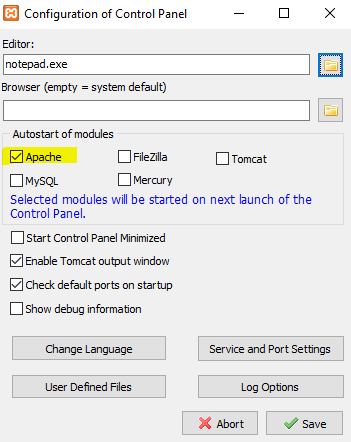 Configuration of Control Panel
Editor:
notepad.exe
Browser (empty = system default)
Autostart of modules
Apache FileZilla Tomcat
MySQL Mercury
Selected modules will be started on next launch of the
Control Panel.
Start Control Panel Minimized
Enable Tomcat output window
Check default ports on startup
Show debug information
Change Language Service and Port Settings
User Defined Files Log Options
Abort Save